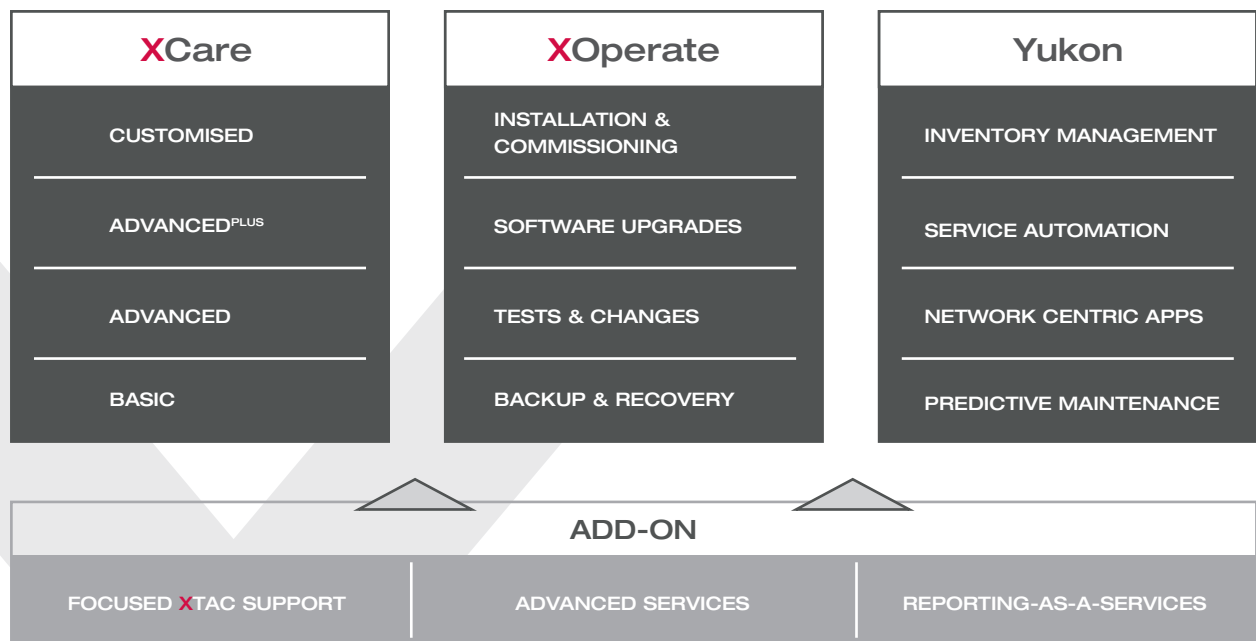 XCare
CUSTOMISED
ADVANCEDPLUS
ADVANCED
BASIC
XOperate
INSTALLATION &
COMMISSIONING
SOFTWARE UPGRADES
TESTS & CHANGES
BACKUP & RECOVERY
Yukon
INVENTORY MANAGEMENT
SERVICE AUTOMATION
NETWORK CENTRIC APPS
PREDICTIVE MAINTENANCE
ADD-ON
FOCUSED XTAC SUPPORT
ADVANCED SERVICES
REPORTING-AS-A-SERVICES